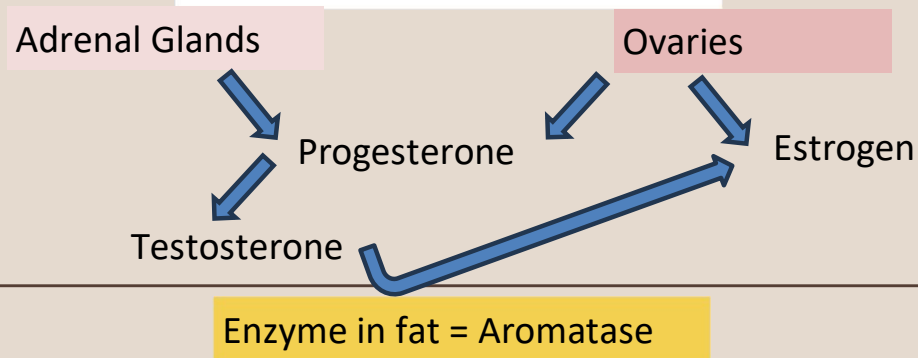 Adrenal Glands
Ovaries
Progesterone
Estrogen
Testosterone
Enzyme in fat = Aromatase